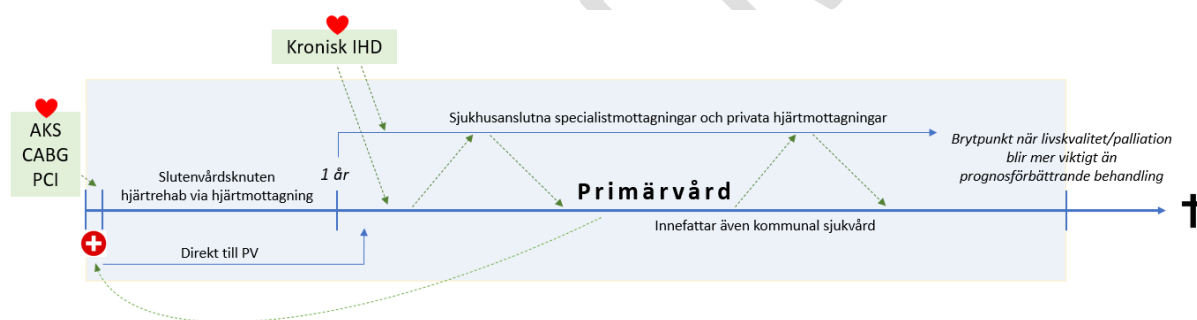 Kronisk IHD
AKS
CABG
PCI
Sjukhusanslutna specialistmottagningar och privata hjärtmottagningar
Brytpunkt när livskvalitet/palliation
blir mer viktigt än
prognosförbättrande behandling
Slutenvårdsknuten
hjärtrehab via hjärtmottagning
1 år
Primärvård
Innefattar även kommunal sjukvård
Direkt till PV